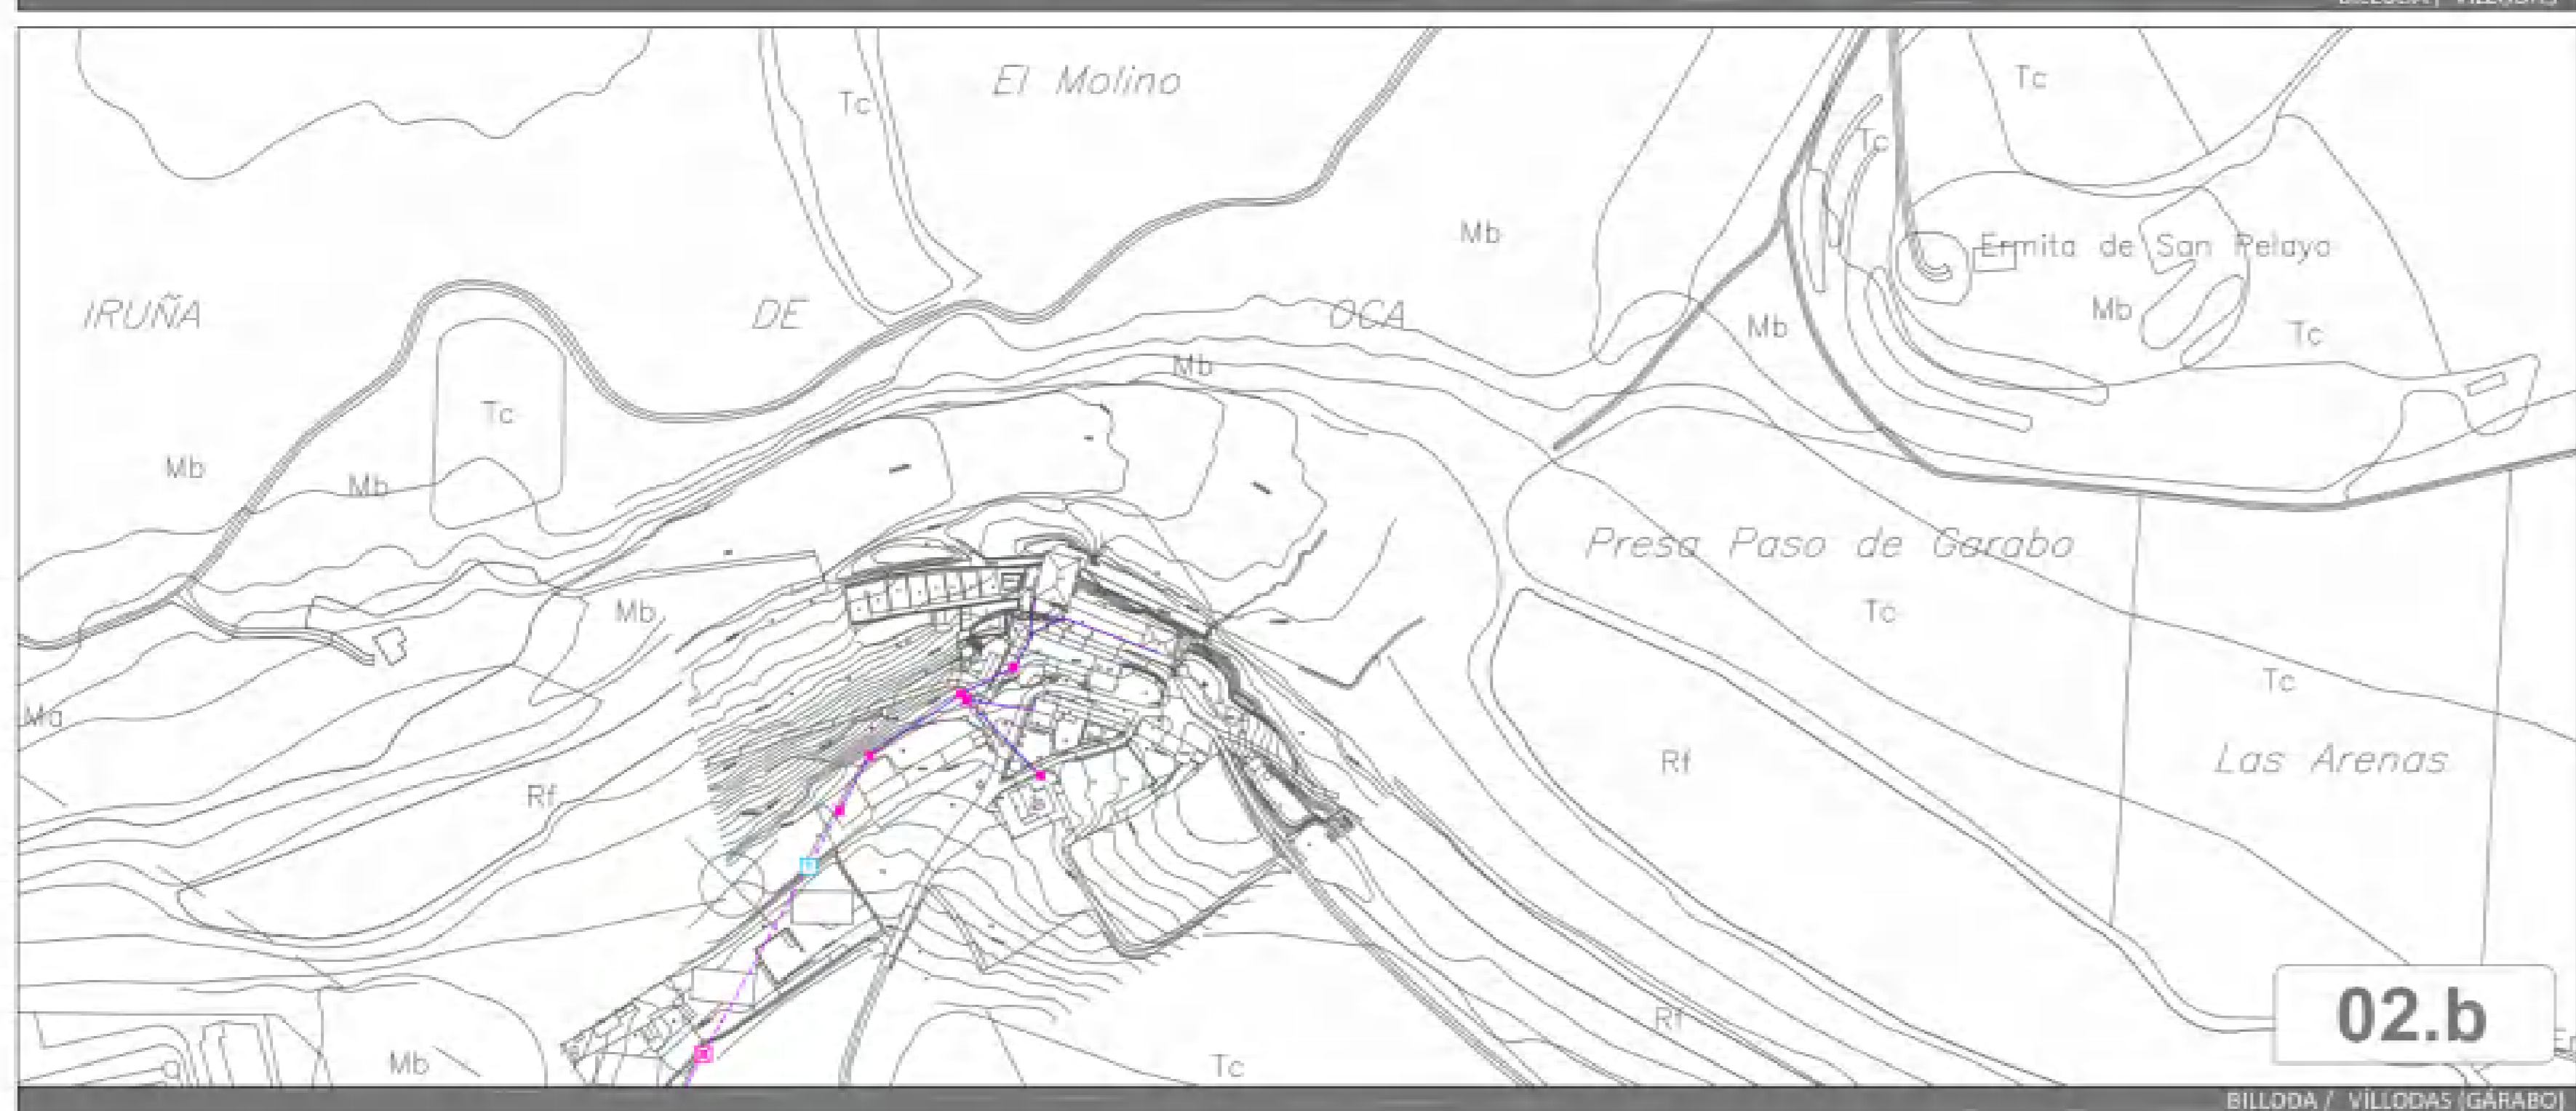 El Molino
Tc
Tc
Tc
Mb
Ermita de San Pelayo
IRUÑA
DE
OCA
Mb
Mb
Tc
Mb
Tc
Mb
Mb
Presa Paso de Garabo
Mb
Tc
Tc
Ma
Las Arenas
Rf
Rf
02.b
Rf
Mb
Tc
BILLODA / VILLODAS (GÁRABO)